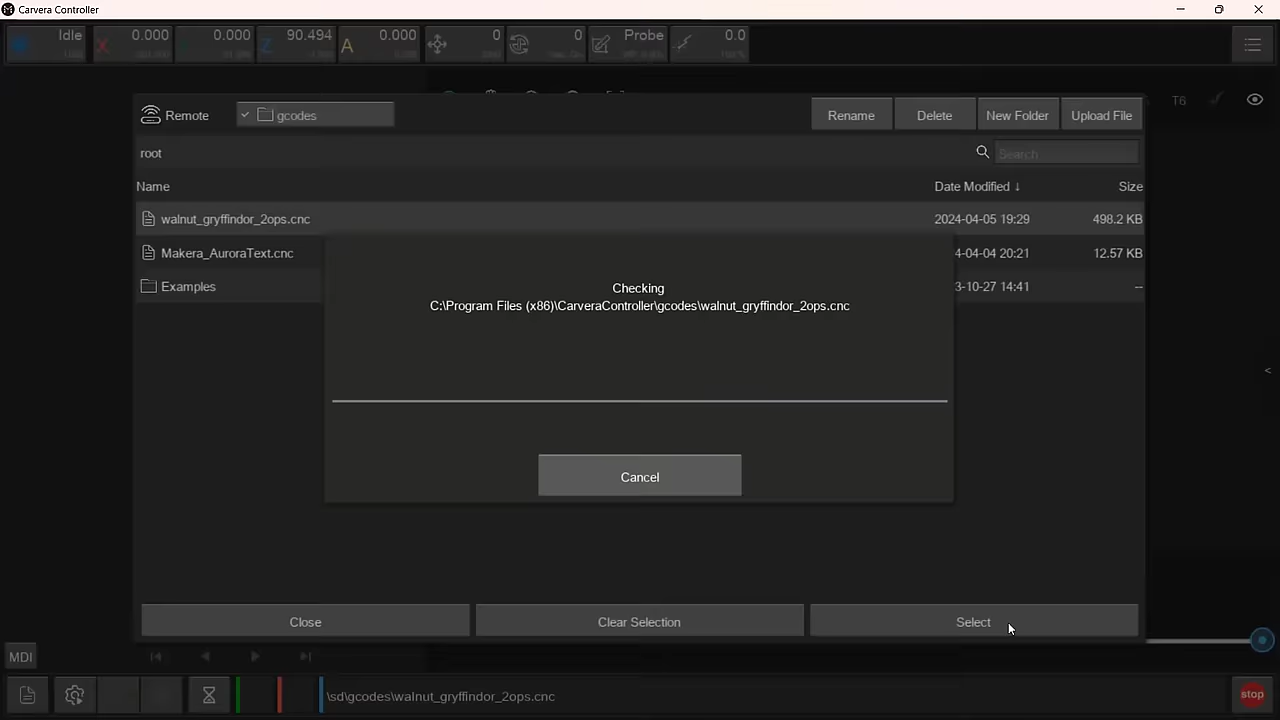 Carvera Controller
Idle
X 0.000
0.000
Z 90.494
A 0.000
0
0
Probe
0.0
100%
T6
Remote
gcodes
Rename
Delete
New Folder
Upload File
root
Search
Name
Date Modified ↓
Size
walnut_gryffindor_2ops.cnc
2024-04-05 19:29
498.2 KB
Makera_AuroraText.cnc
4-04-04 20:21
12.57 KB
Examples
3-10-27 14:41
--
Checking
C:\Program Files (x86)\CarveraController\gcodes\walnut_gryffindor_2ops.cnc
Cancel
Close
Clear Selection
Select
<
MDI
\sd\gcodes\walnut_gryffindor_2ops.cnc
stop